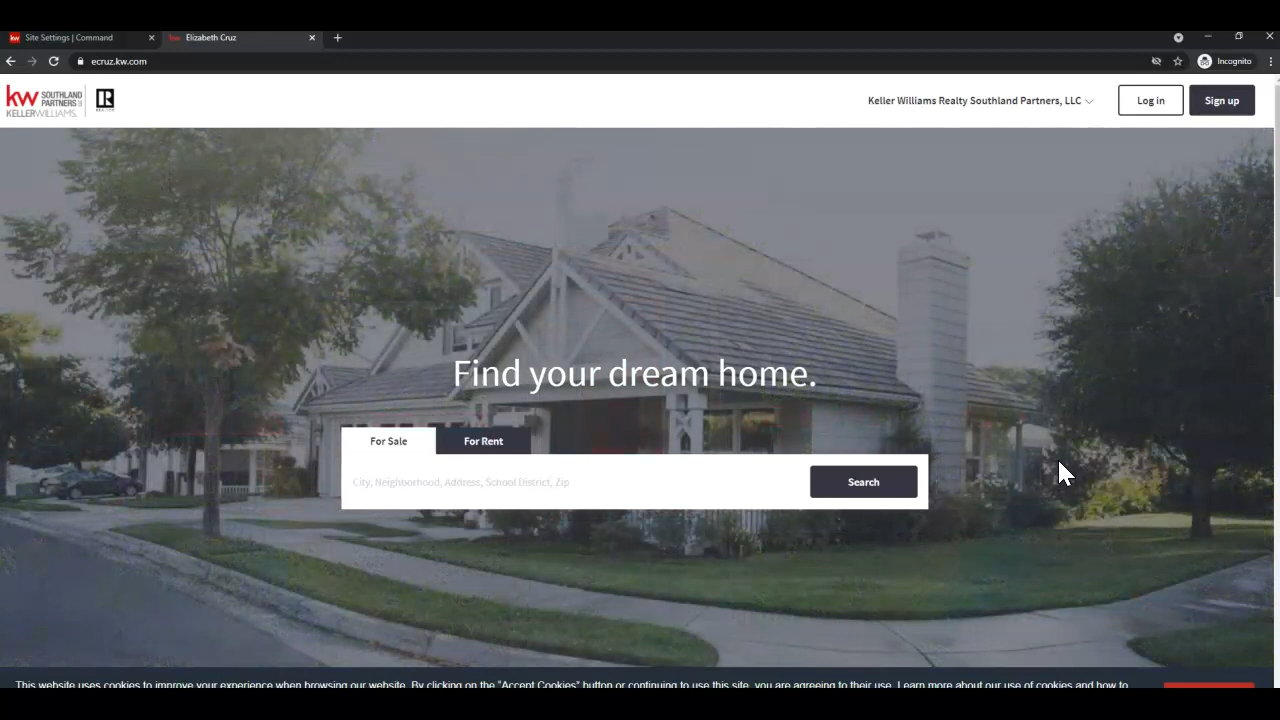 kw Site Settings | Command
kw Elizabeth Cruz
ecruz.kw.com
Incognito
kw SOUTHLAND PARTNERS LLC
KELLERWILLIAMS.
R
Keller Williams Realty Southland Partners, LLC
Log in
Sign up
Find your dream home.
For Sale
For Rent
City, Neighborhood, Address, School District, Zip
Search
This website uses cookies to improve your experience when browsing our website. By clicking on the "Accept Cookies" button or continuing to use this site, you are agreeing to their use. Learn more about our use of cookies and how to